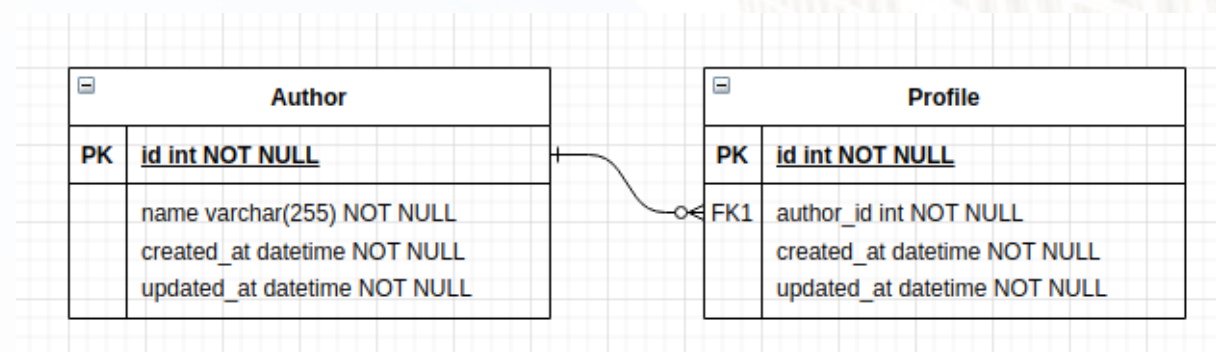 Author
PK id int NOT NULL
name varchar(255) NOT NULL
created_at datetime NOT NULL
updated_at datetime NOT NULL
Profile
PK id int NOT NULL
FK1 author_id int NOT NULL
created_at datetime NOT NULL
updated_at datetime NOT NULL